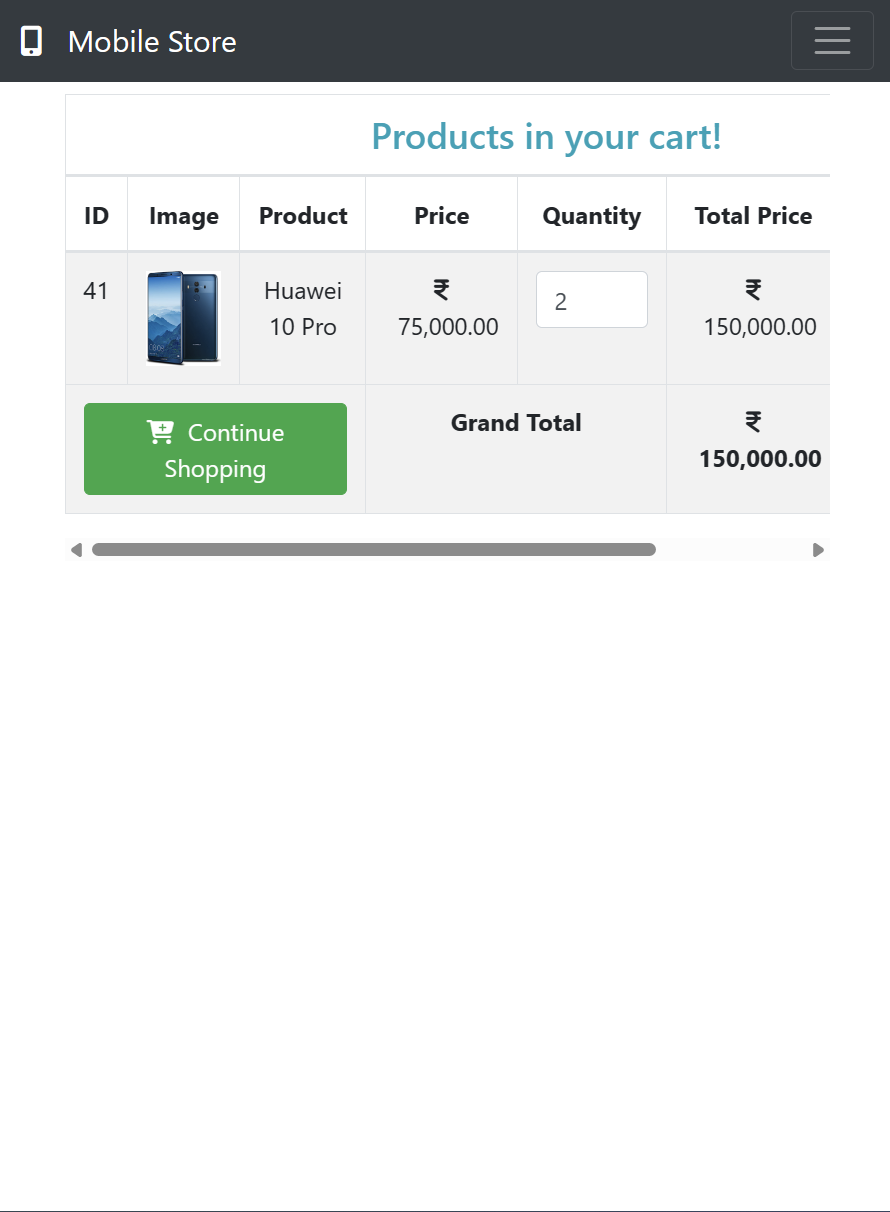 Mobile Store
Products in your cart!
ID Image Product Price Quantity Total Price
41 Huawei 10 Pro ₹ 75,000.00 2 ₹ 150,000.00
Continue Shopping Grand Total ₹ 150,000.00